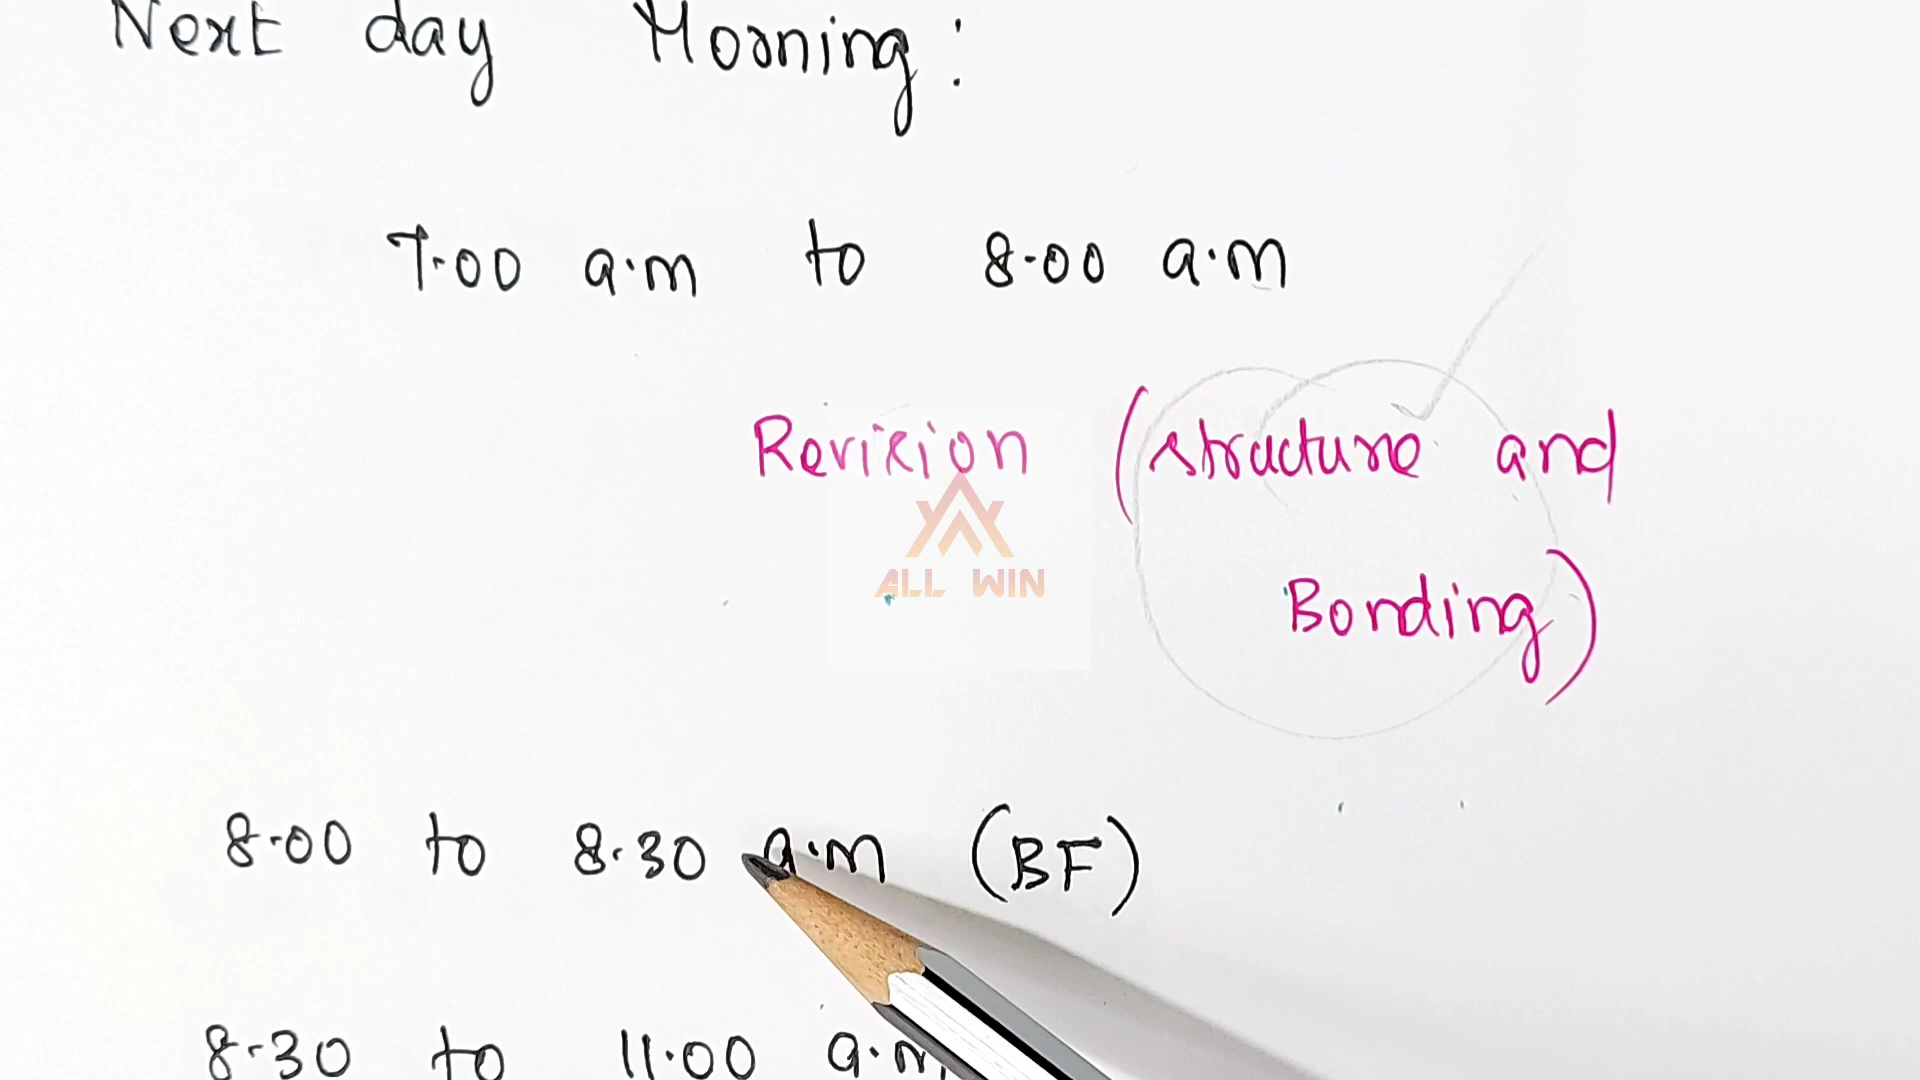 Next day Morning:
7.00 a.m to 8.00 a.m
Revision (structure and
Bonding)
ALL WIN
8.00 to 8.30 a.m (BF)
8.30 to 11.00 a.m